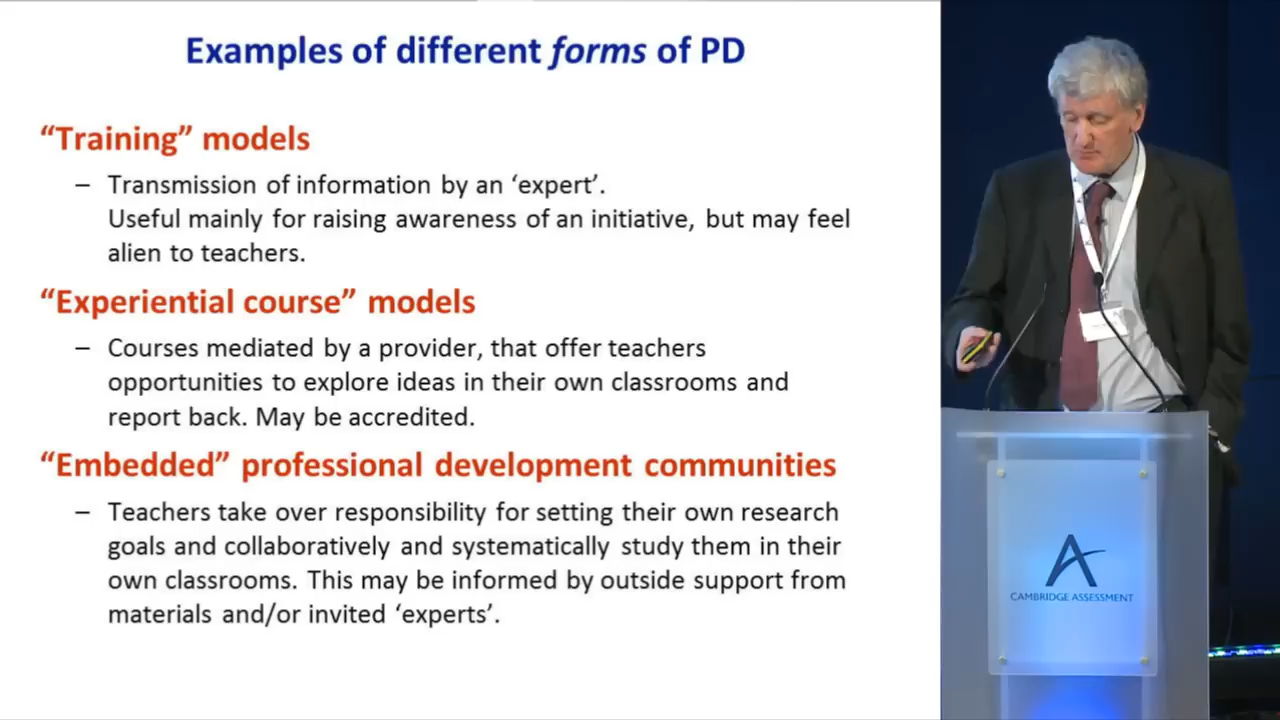 Examples of different forms of PD
“Training” models
– Transmission of information by an ‘expert’.
Useful mainly for raising awareness of an initiative, but may feel
alien to teachers.
“Experiential course” models
– Courses mediated by a provider, that offer teachers
opportunities to explore ideas in their own classrooms and
report back. May be accredited.
“Embedded” professional development communities
– Teachers take over responsibility for setting their own research
goals and collaboratively and systematically study them in their
own classrooms. This may be informed by outside support from
materials and/or invited ‘experts’.
CAMBRIDGE ASSESSMENT